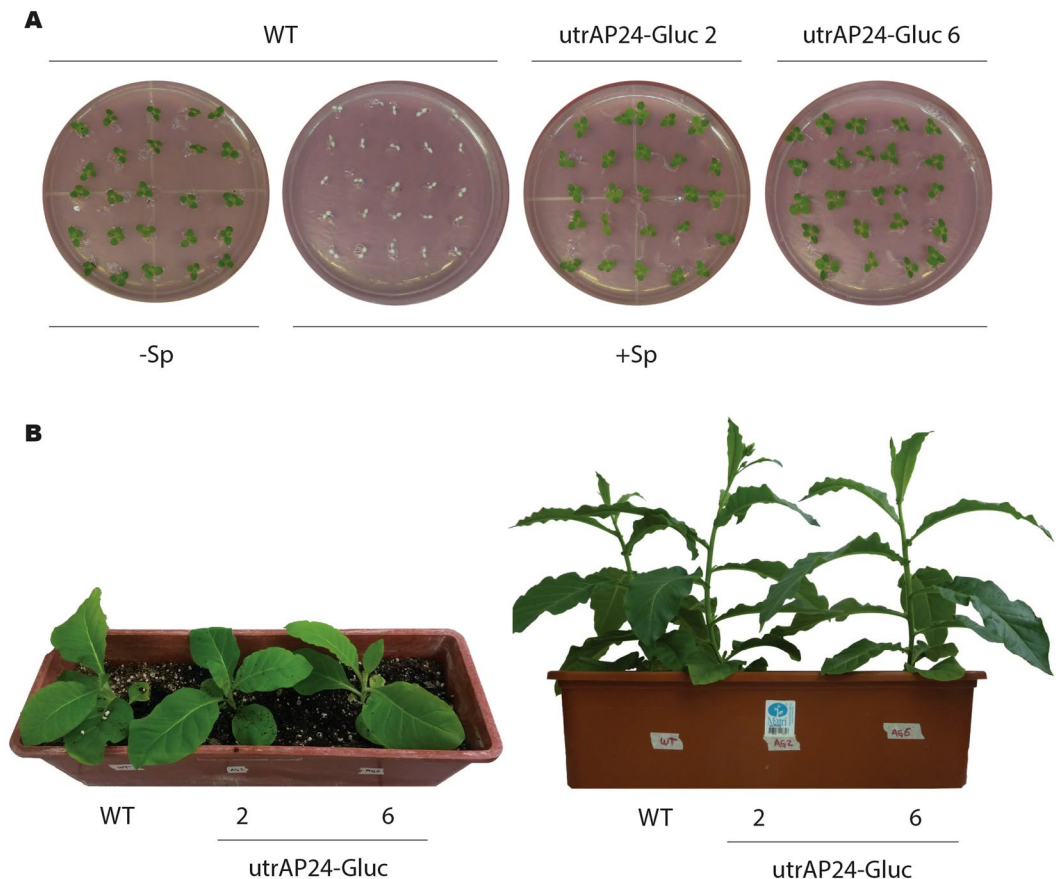 A
WT
utrAP24-Gluc 2
utrAP24-Gluc 6
-Sp
+Sp
B
WT
AG2
AG6
WT
2
6
utrAP24-Gluc
WT
2
6
utrAP24-Gluc